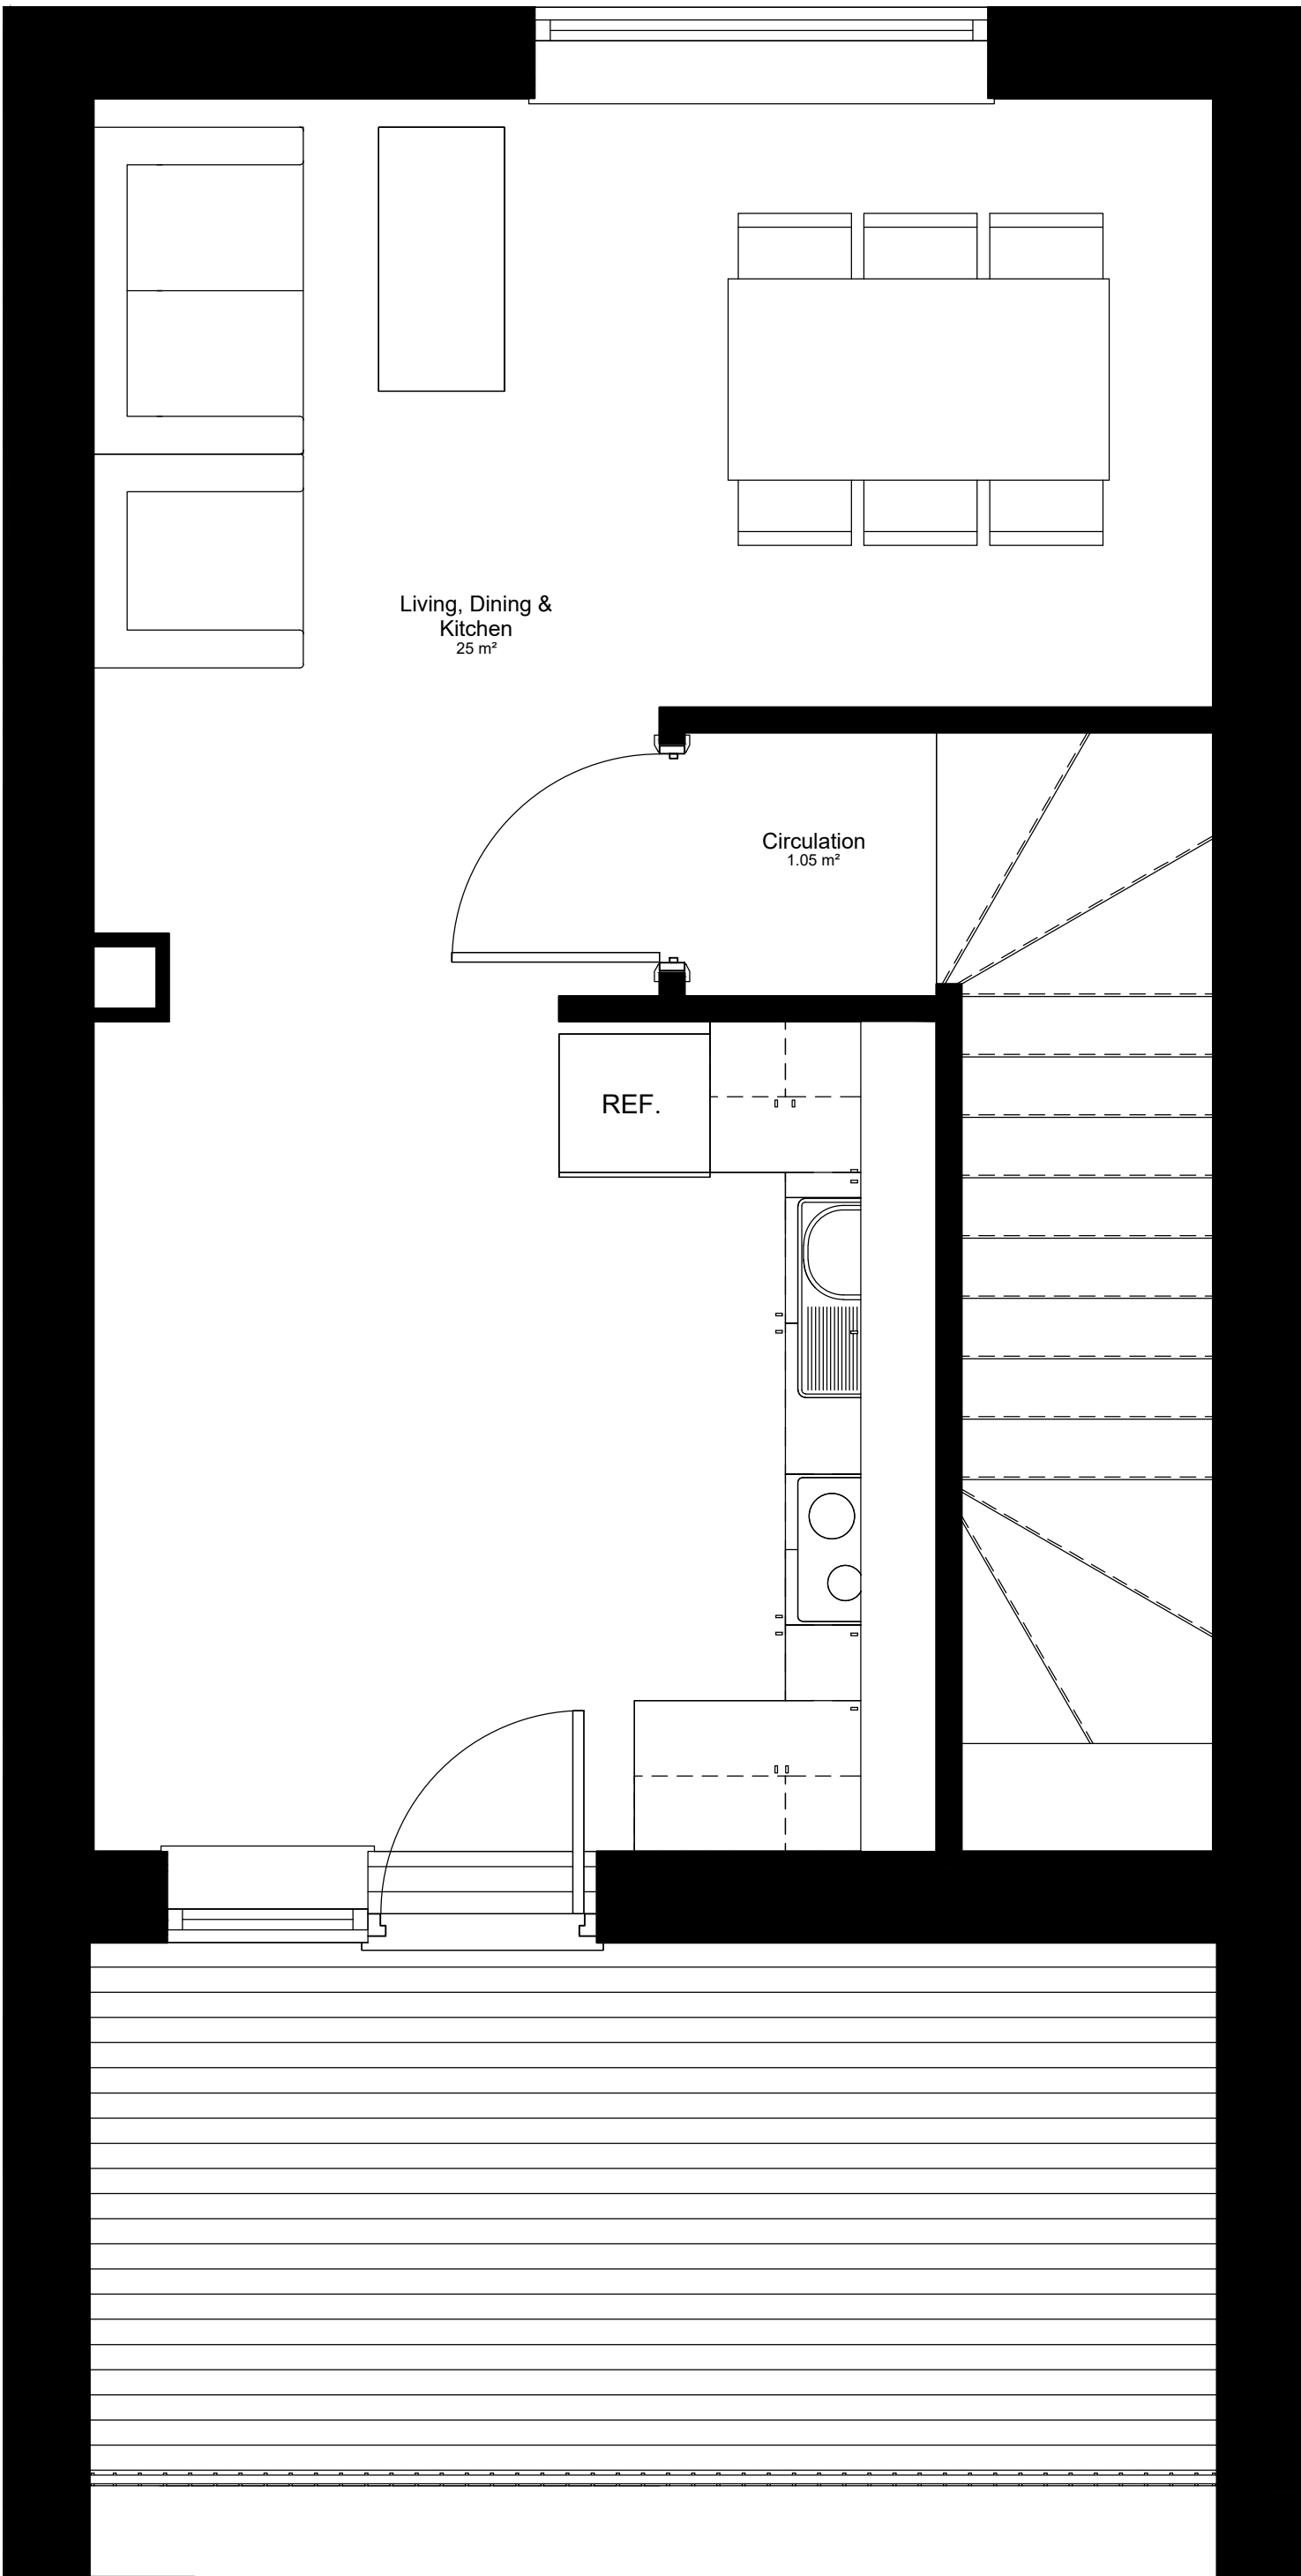 Living, Dining &
Kitchen
25 m²
Circulation
1.05 m²
REF.